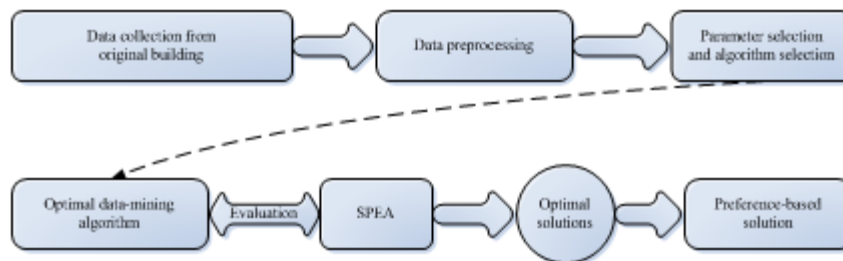 Data collection from
original building
Data preprocessing
Parameter selection
and algorithm selection
Optimal data-mining
algorithm
Evaluation
SPEA
Optimal
solutions
Preference-based
solution